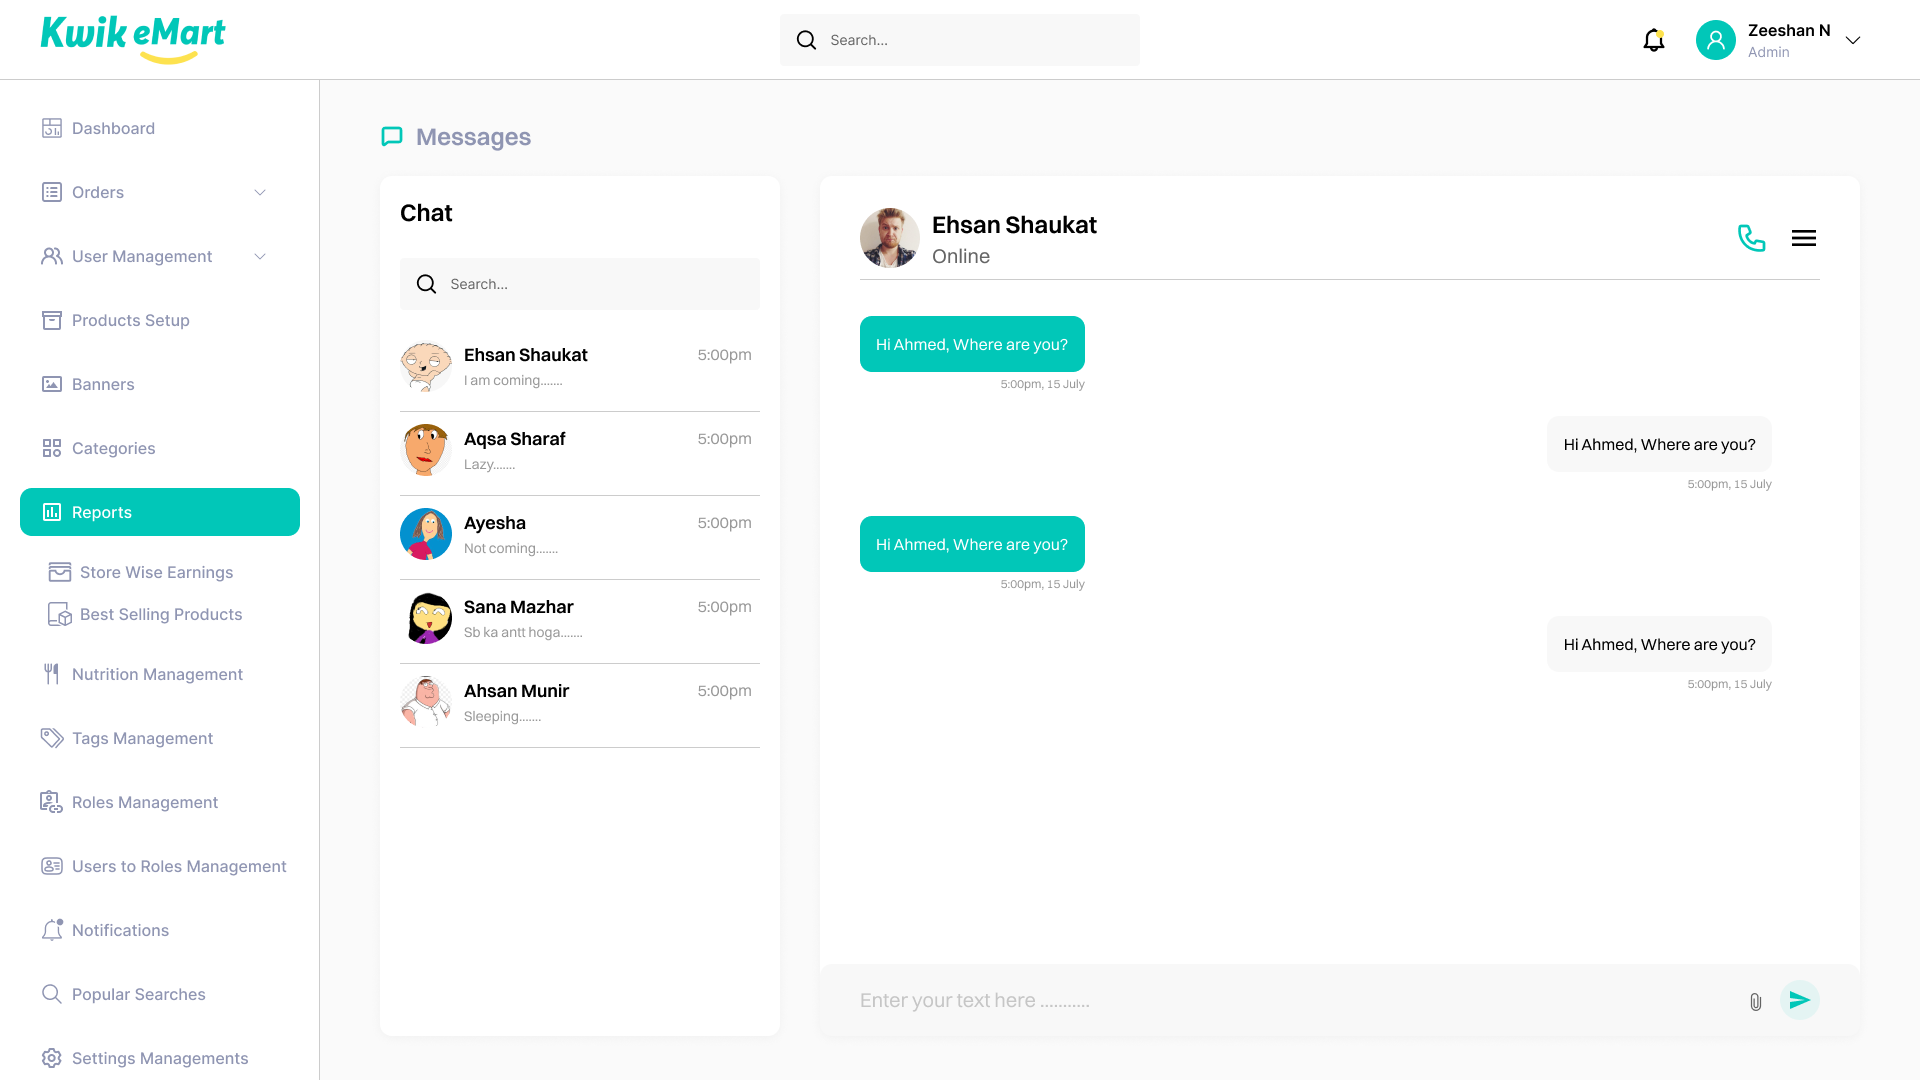 Kwik eMart
Search...
Zeeshan N
Admin
Dashboard
Orders
User Management
Products Setup
Banners
Categories
Reports
Store Wise Earnings
Best Selling Products
Nutrition Management
Tags Management
Roles Management
Users to Roles Management
Notifications
Popular Searches
Settings Managements
Messages
Chat
Search...
Ehsan Shaukat 5:00pm
I am coming.......
Aqsa Sharaf 5:00pm
Lazy.......
Ayesha 5:00pm
Not coming.......
Sana Mazhar 5:00pm
Sb ka antt hoga.......
Ahsan Munir 5:00pm
Sleeping.......
Ehsan Shaukat
Online
Hi Ahmed, Where are you?
5:00pm, 15 July
Hi Ahmed, Where are you?
5:00pm, 15 July
Hi Ahmed, Where are you?
5:00pm, 15 July
Hi Ahmed, Where are you?
5:00pm, 15 July
Enter your text here ...........